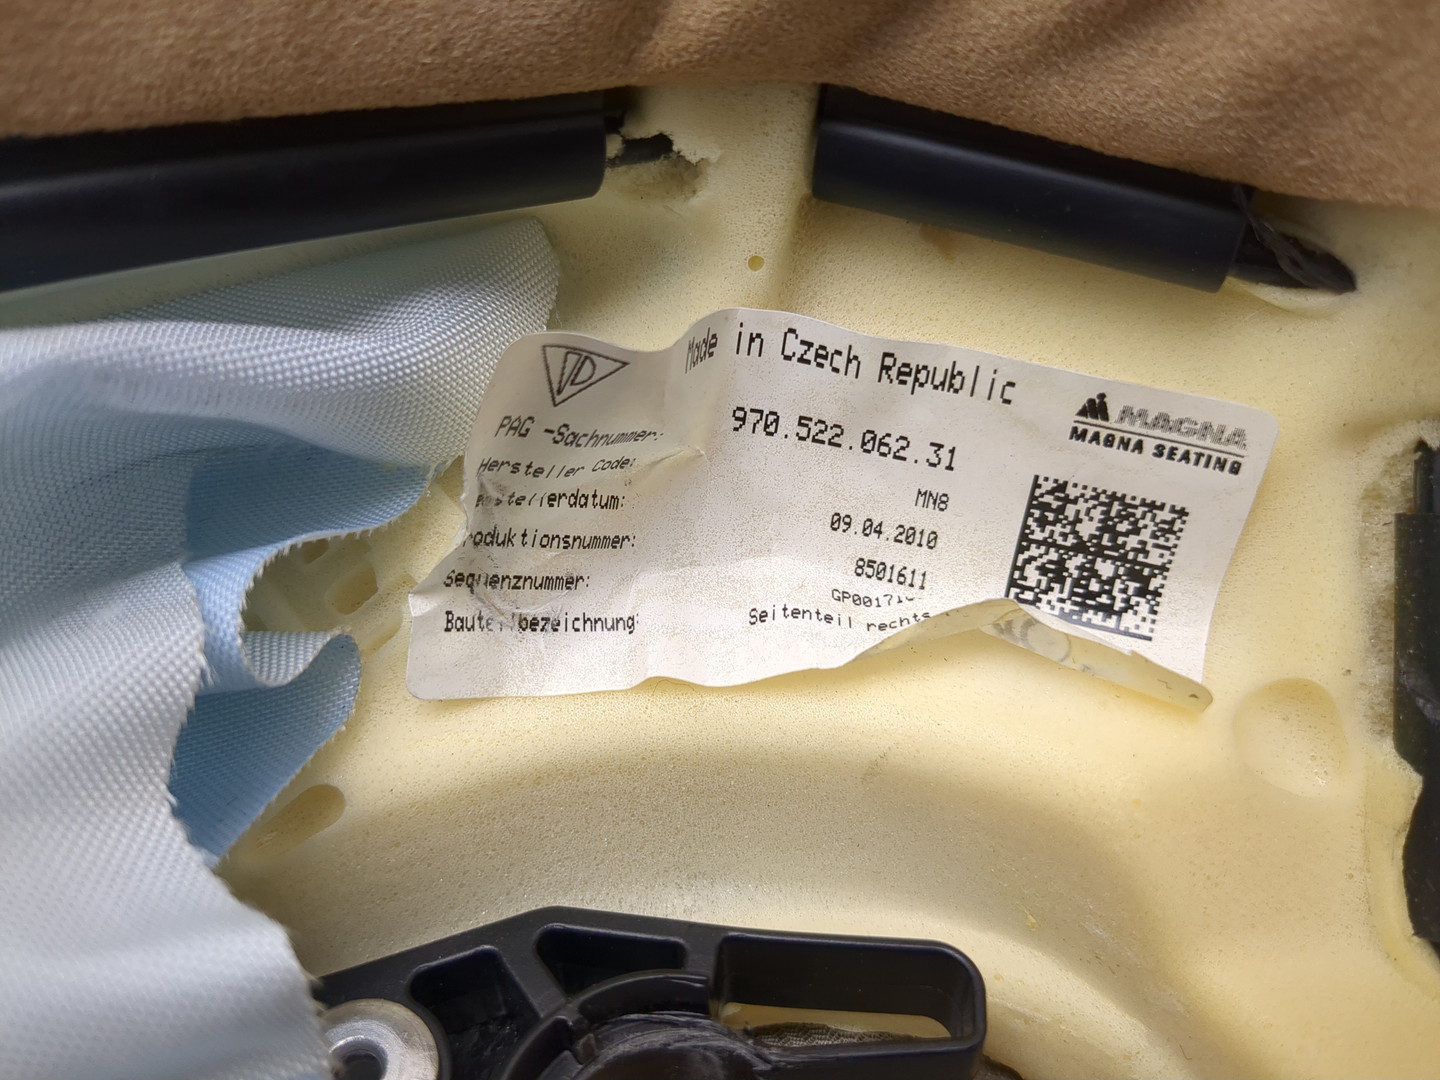 Made in Czech Republic
MAGNA
MAGNA SEATING
PAG -Sachnummer: 970.522.062.31
Hersteller Code: MN8
09.04.2010
Produktionsnummer: 8501611
Sequenznummer:
Bauteilbezeichnung: Seitenteil rechts